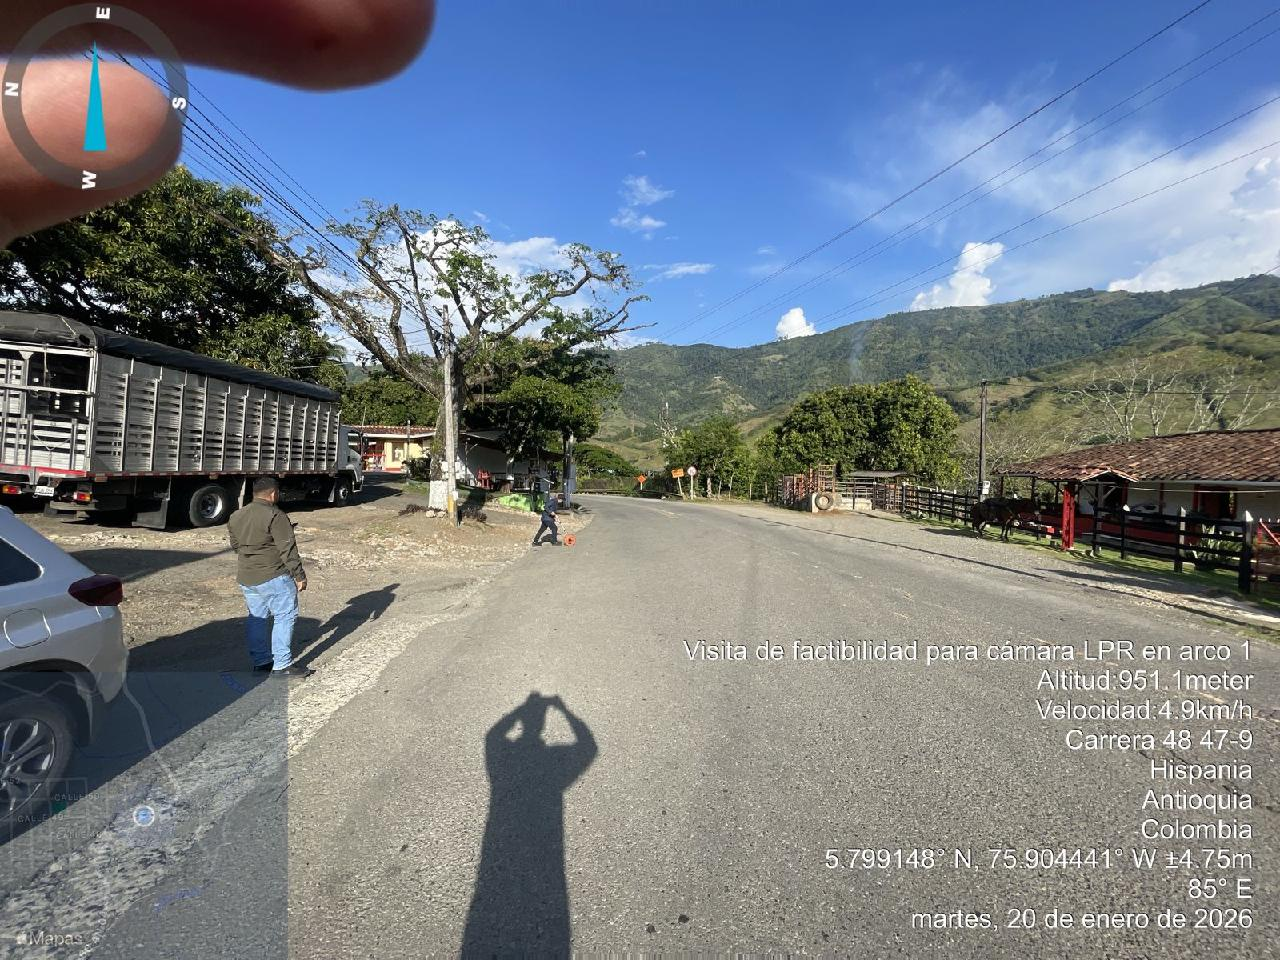 E
N
S
W
Visita de factibilidad para cámara LPR en arco 1
Altitud:951.1meter
Velocidad:4.9km/h
Carrera 48 47-9
Hispania
Antioquia
Colombia
5.799148° N, 75.904441° W ±4.75m
85° E
martes, 20 de enero de 2026
Mapas